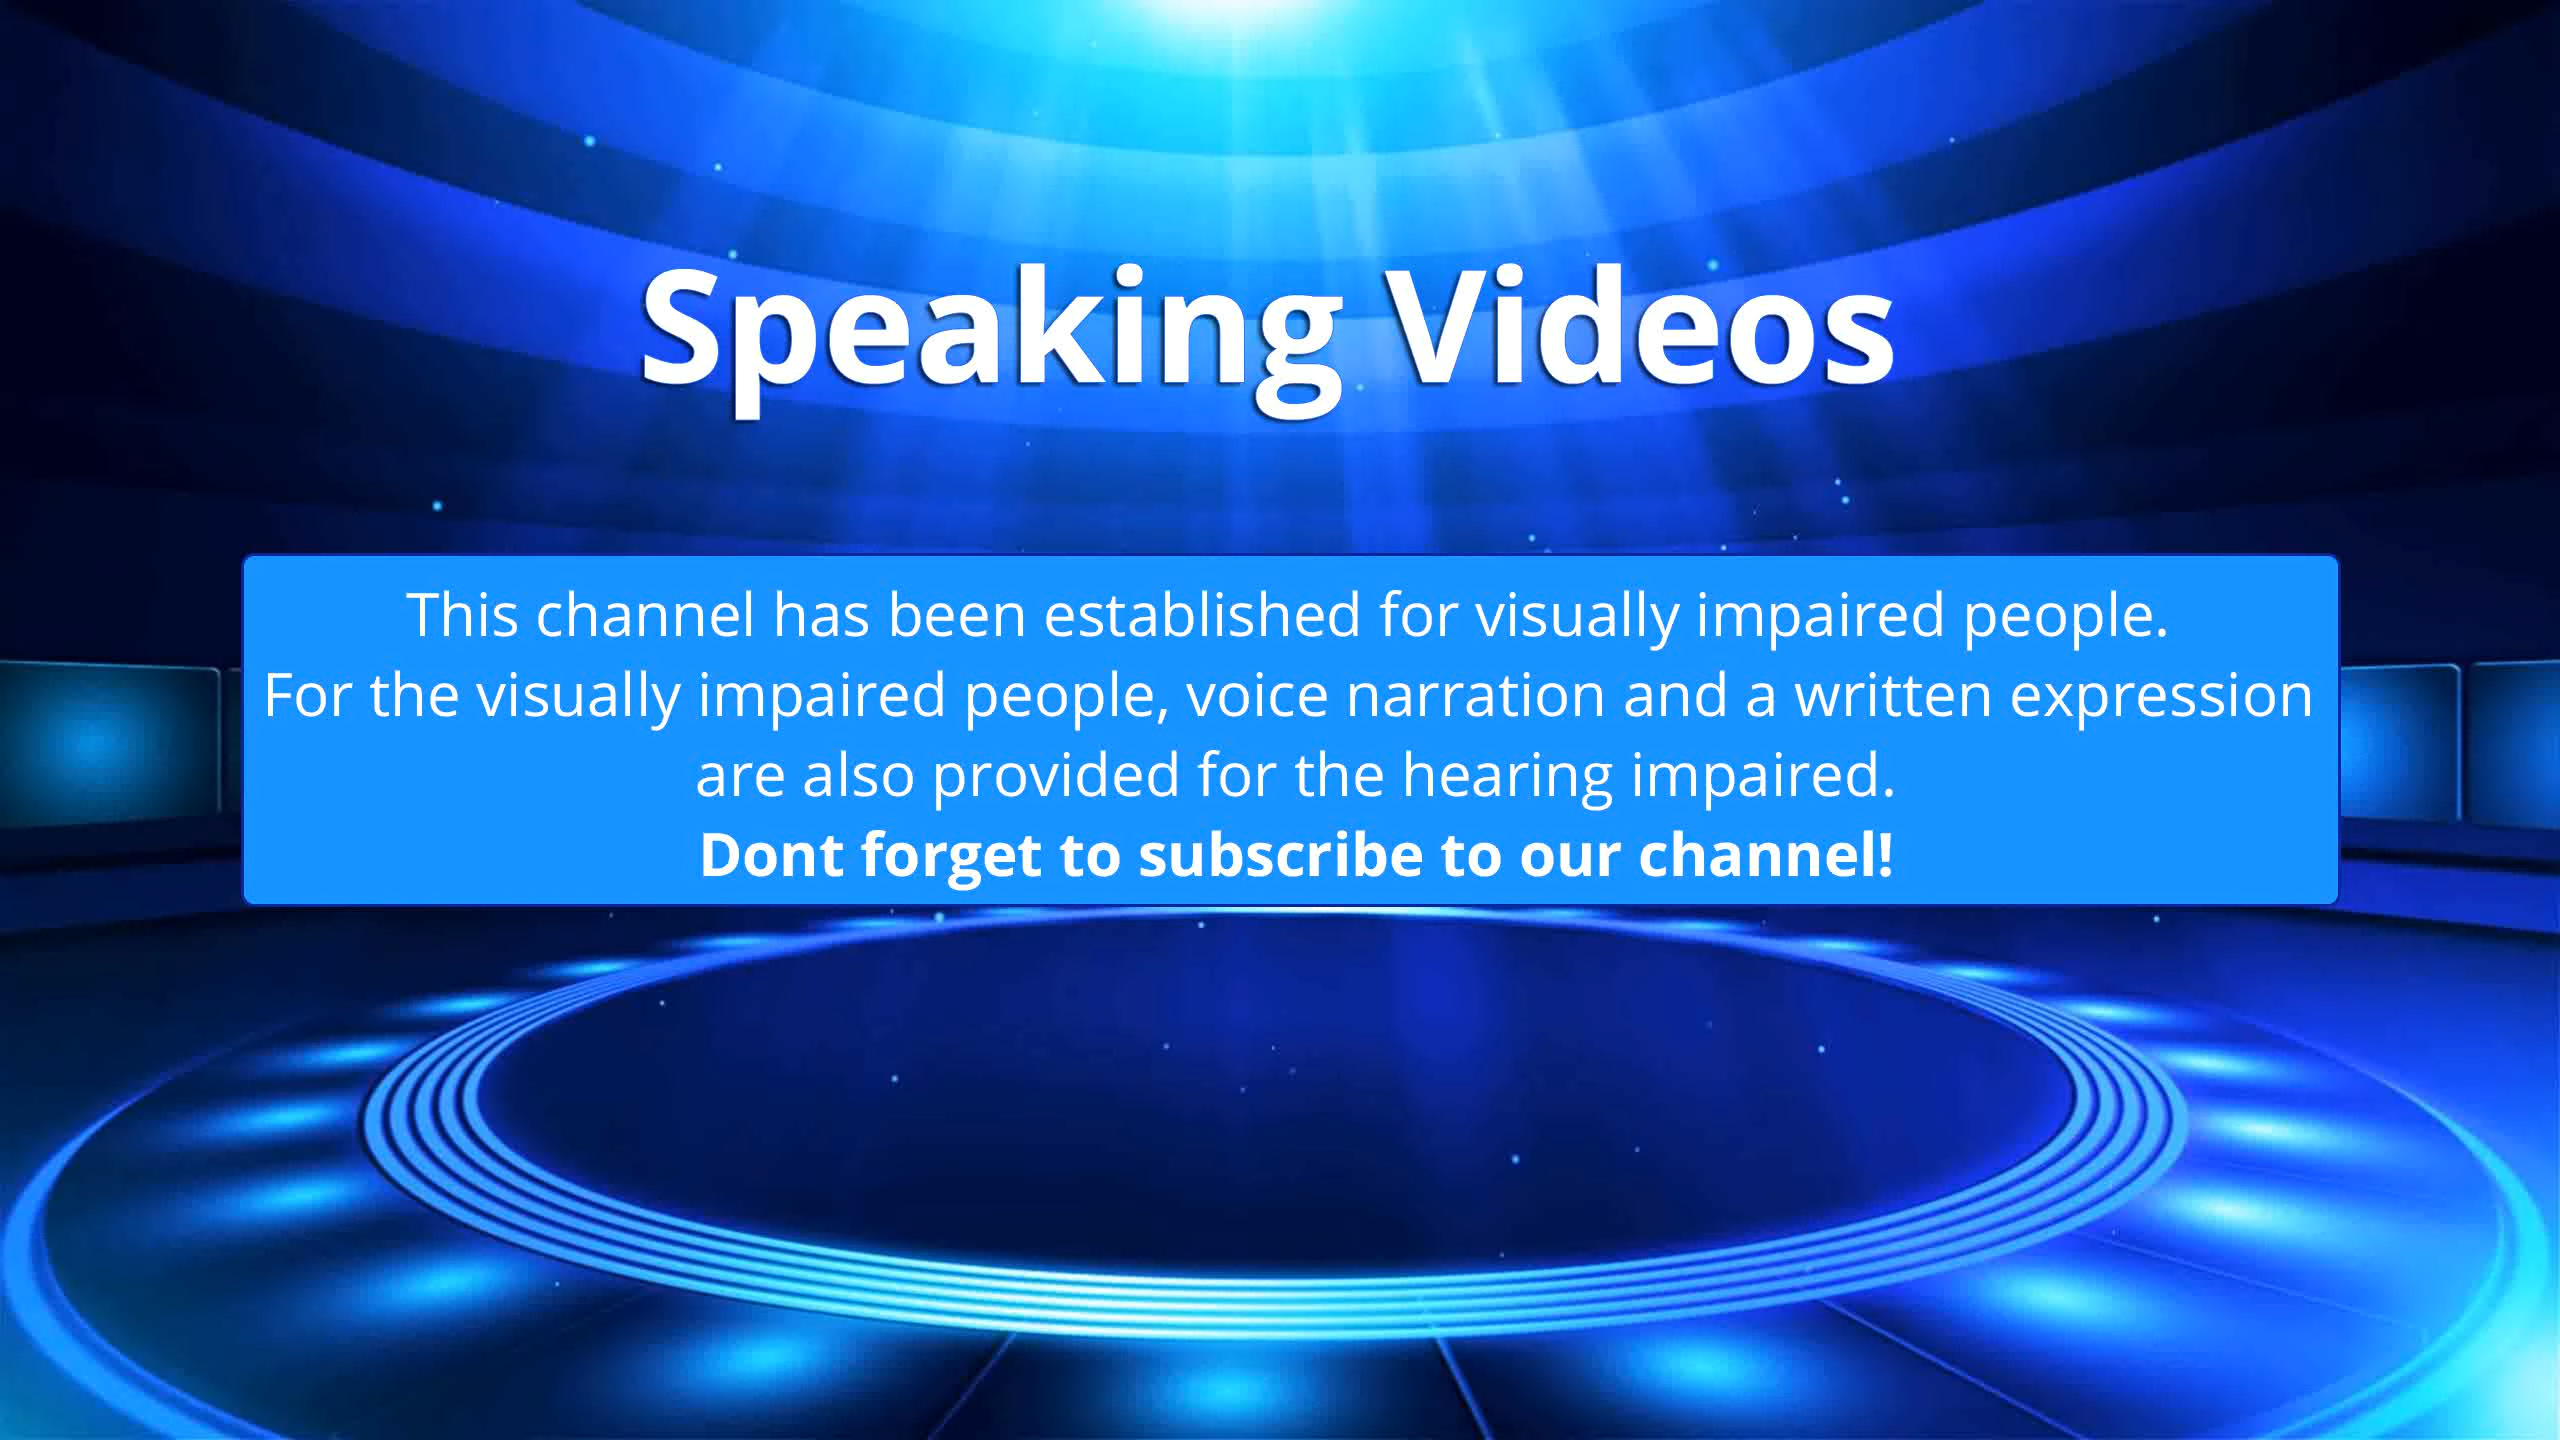 Speaking Videos
This channel has been established for visually impaired people.
For the visually impaired people, voice narration and a written expression
are also provided for the hearing impaired.
Dont forget to subscribe to our channel!